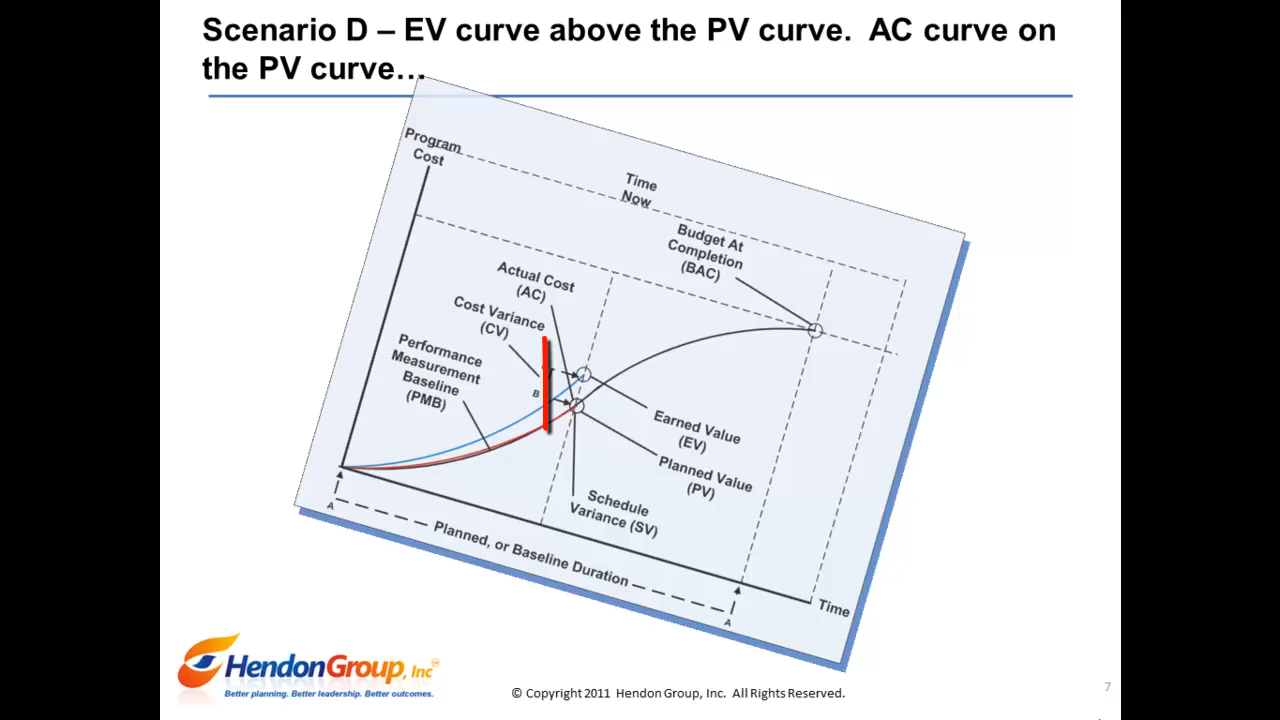 Scenario D – EV curve above the PV curve.  AC curve on
the PV curve…
Program
Cost
Time
Now
Budget At
Completion
(BAC)
Actual Cost
(AC)
Cost Variance
(CV)
Performance
Measurement
Baseline
(PMB)
B
Earned Value
(EV)
Planned Value
(PV)
Schedule
Variance (SV)
A
Planned, or Baseline Duration
A
Time
HendonGroup, Inc
Better planning. Better leadership. Better outcomes.
© Copyright 2011 Hendon Group, Inc. All Rights Reserved.
7